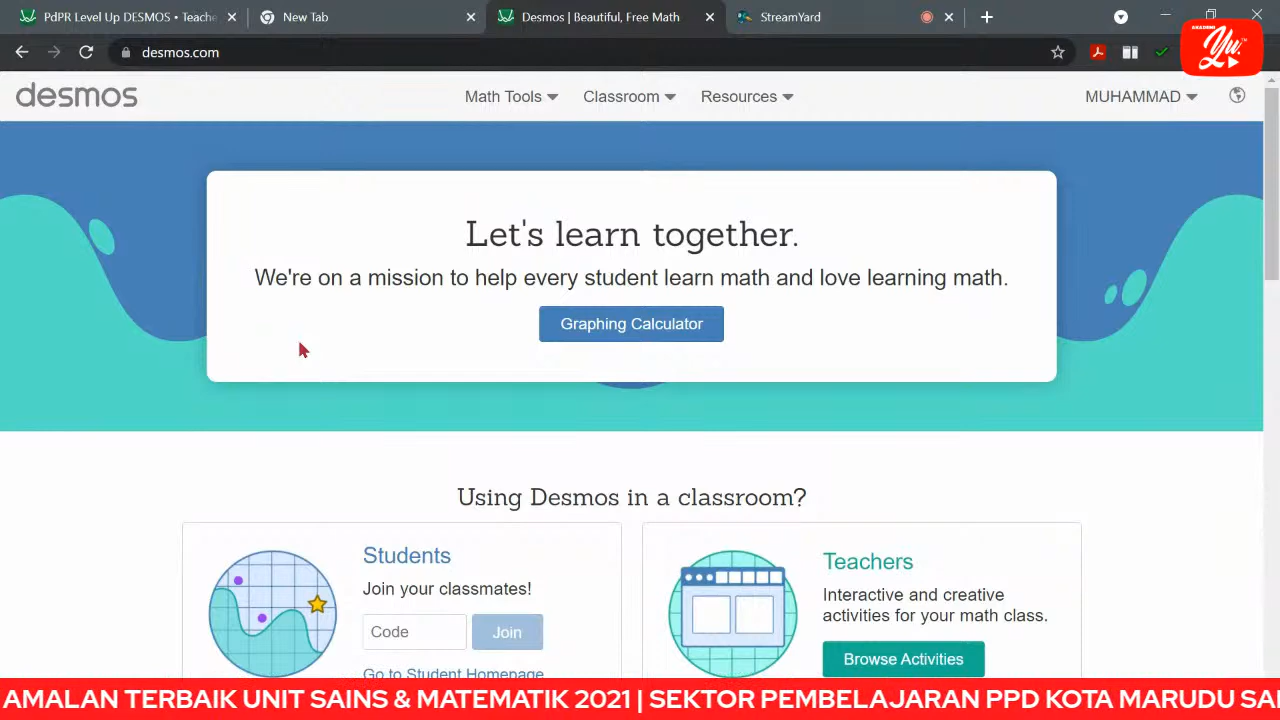 PdPR Level Up DESMOS • Teache
New Tab
Desmos | Beautiful, Free Math
StreamYard
desmos.com
AKADEMI
YuL
desmos
Math Tools
Classroom
Resources
MUHAMMAD
Let's learn together.
We're on a mission to help every student learn math and love learning math.
Graphing Calculator
Using Desmos in a classroom?
Students
Join your classmates!
Code
Join
Go to Student Homepage
Teachers
Interactive and creative
activities for your math class.
Browse Activities
AMALAN TERBAIK UNIT SAINS & MATEMATIK 2021 | SEKTOR PEMBELAJARAN PPD KOTA MARUDU SA